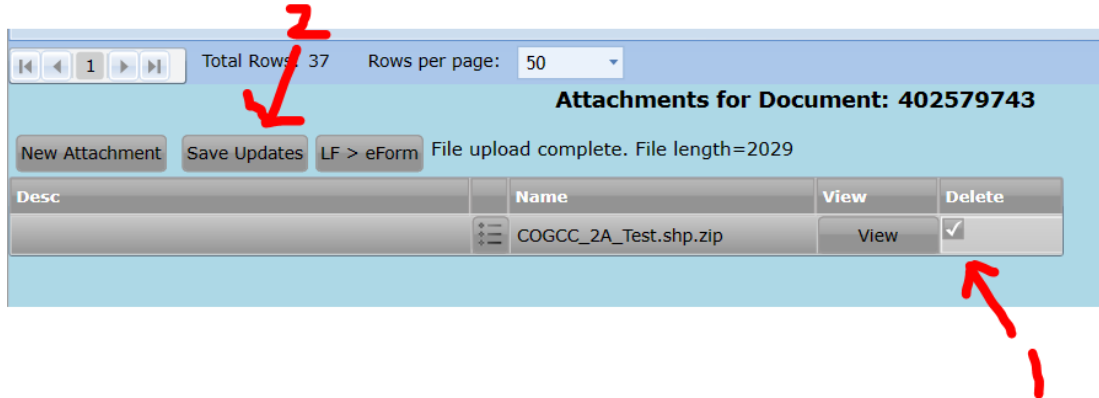 2
1 Total Rows: 37 Rows per page: 50
Attachments for Document: 402579743
New Attachment Save Updates LF > eForm File upload complete. File length=2029
Desc Name View Delete
COGCC_2A_Test.shp.zip View
1